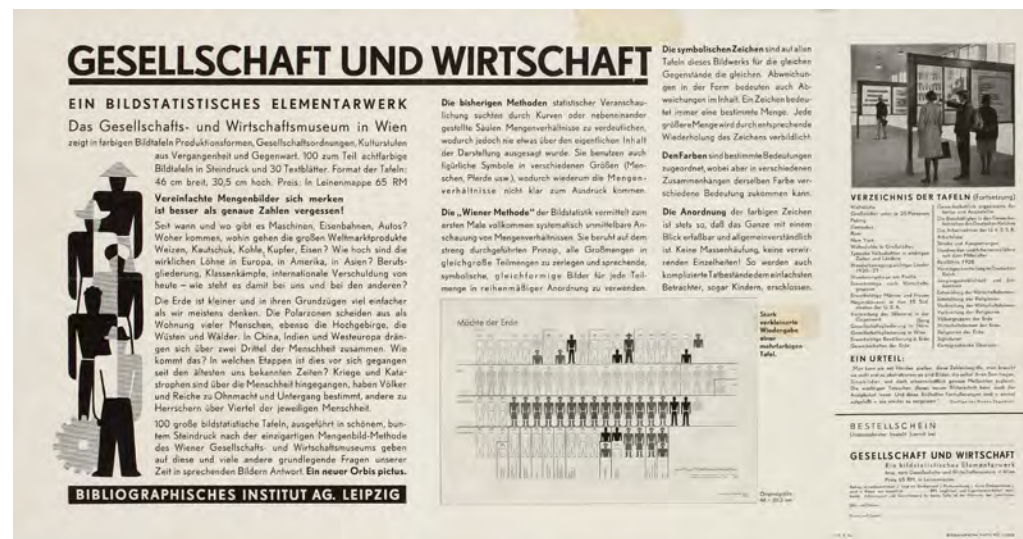 GESELLSCHAFT UND WIRTSCHAFT
EIN BILDSTATISTISCHES ELEMENTARWERK
Das Gesellschafts- und Wirtschaftsmuseum in Wien
zeigt in farbigen Bildtafeln Produktionsformen, Gesellschaftsordnungen, Kulturstufen
aus Vergangenheit und Gegenwart. 100 zum Teil achtfarbige
Bildtafeln in Steindruck und 30 Textblätter. Format der Tafeln:
46 cm breit, 30,5 cm hoch. Preis: In Leinenmappe 65 RM
Vereinfachte Mengenbilder sich merken
ist besser als genaue Zahlen vergessen!
Seit wann und wo gibt es Maschinen, Eisenbahnen, Autos?
Woher kommen, wohin gehen die großen Weltmarktprodukte
Weizen, Kautschuk, Kohle, Kupfer, Eisen? Wie hoch sind die
wirklichen Löhne in Europa, in Amerika, in Asien? Berufs-
gliederung, Klassenkämpfe, internationale Verschuldung von
heute – wie steht es damit bei uns und bei den anderen?
Die Erde ist kleiner und in ihren Grundzügen viel einfacher
als wir meistens denken. Die Polarzonen scheiden aus als
Wohnung vieler Menschen, ebenso die Hochgebirge, die
Wüsten und Wälder. In China, Indien und Westeuropa drän-
gen sich über zwei Drittel der Menschheit zusammen. Wie
kommt das? In welchen Etappen ist dies vor sich gegangen
seit den ältesten uns bekannten Zeiten? Kriege und Kata-
strophen sind über die Menschheit hingegangen, haben Völker
und Reiche zu Ohnmacht und Untergang bestimmt, andere zu
Herrschern über Viertel der jeweiligen Menschheit.
100 große bildstatistische Tafeln, ausgeführt in schönem, bun-
tem Steindruck nach der einzigartigen Mengenbild-Methode
des Wiener Gesellschafts- und Wirtschaftsmuseums geben
auf diese und viele andere grundlegende Fragen unserer
Zeit in sprechenden Bildern Antwort. Ein neuer Orbis pictus.
BIBLIOGRAPHISCHES INSTITUT AG. LEIPZIG
Die bisherigen Methoden statistischer Veranschau-
lichung suchten durch Kurven oder nebeneinander
gestellte Säulen Mengenverhältnisse zu verdeutlichen,
wodurch jedoch nie etwas über den eigentlichen Inhalt
der Darstellung ausgesagt wurde. Sie benutzen auch
figürliche Symbole in verschiedenen Größen (Men-
schen, Pferde usw.), wodurch wiederum die Mengen-
verhältnisse nicht klar zum Ausdruck kommen.
Die „Wiener Methode“ der Bildstatistik vermittelt zum
ersten Male vollkommen systematisch unmittelbare An-
schauung von Mengenverhältnissen. Sie beruht auf dem
streng durchgeführten Prinzip, alle Großmengen in
gleichgroße Teilmengen zu zerlegen und sprechende,
symbolische, gleichförmige Bilder für jede Teil-
menge in reihenmäßiger Anordnung zu verwenden.
Mächte der Erde
Stark
verkleinerte
Wiedergabe
einer
mehrfarbigen
Tafel.
Originalgröße
Die symbolischen Zeichen sind auf allen
Tafeln dieses Bildwerks für die gleichen
Gegenstände die gleichen. Abweichun-
gen in der Form bedeuten auch Ab-
weichungen im Inhalt. Ein Zeichen bedeu-
tet immer eine bestimmte Menge. Jede
größere Menge wird durch entsprechende
Wiederholung des Zeichens verbildlicht.
Den Farben sind bestimmte Bedeutungen
zugeordnet, wobei aber in verschiedenen
Zusammenhängen derselben Farbe ver-
schiedene Bedeutung zukommen kann.
Die Anordnung der farbigen Zeichen
ist stets so, daß das Ganze mit einem
Blick erfaßbar und allgemeinverständlich
ist. Keine Massenhäufung, keine verwir-
renden Einzelheiten! So werden auch
komplizierte Tatbestände dem einfachsten
Betrachter, sogar Kindern, erschlossen.
VERZEICHNIS DER TAFELN (Fortsetzung)
Rom
New York
EIN URTEIL:
BESTELLSCHEIN
GESELLSCHAFT UND WIRTSCHAFT
Ein bildstatistisches Elementarwerk
Preis 65 RM. in Leinenmappe